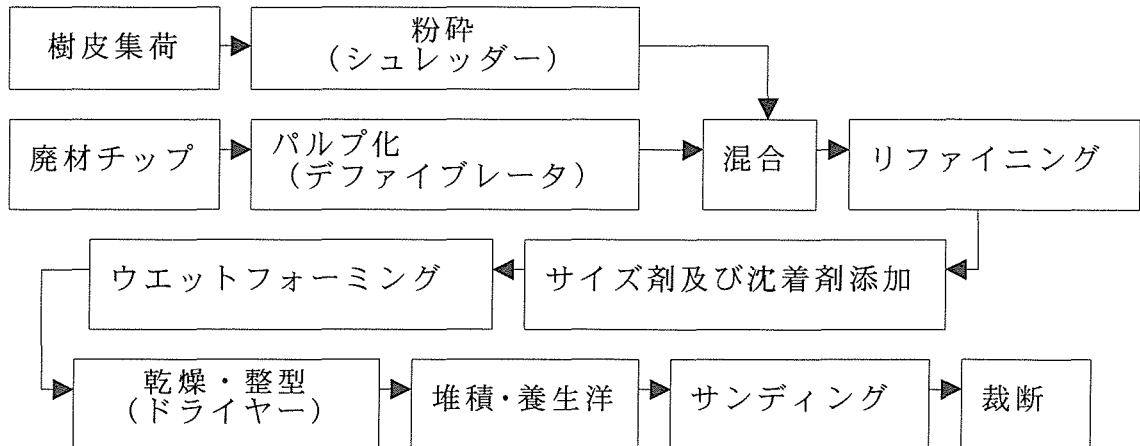 樹皮集荷
粉砕
（シュレッダー）
廃材チップ
パルプ化
（デファイブレータ）
混合
リファイニング
サイズ剤及び沈着剤添加
ウエットフォーミング
乾燥・整型
（ドライヤー）
堆積・養生洋
サンディング
裁断